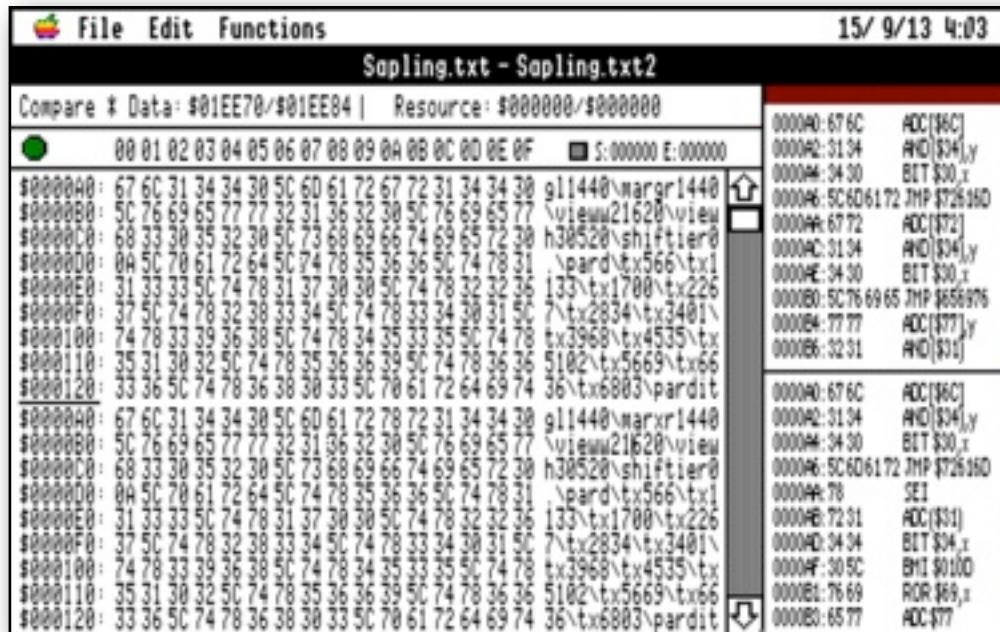 File Edit Functions 15/ 9/13 4:03
Sapling.txt - Sapling.txt2
Compare * Data: $01EE70/$01EE84 | Resource: $000000/$000000
00 01 02 03 04 05 06 07 08 09 0A 0B 0C 0D 0E 0F S:000000 E:000000
$0000A0: 67 6C 31 34 34 30 5C 6D 61 72 67 72 31 34 34 30 gl1440\margr1440
$0000B0: 5C 76 69 65 77 77 32 31 36 32 30 5C 76 69 65 77 \vieww21620\view
$0000C0: 68 33 30 35 32 30 5C 73 68 69 66 74 69 65 72 30 h30520\shiftier0
$0000D0: 0A 5C 70 61 72 64 5C 74 78 35 36 36 5C 74 78 31 .\pard\tx566\tx1
$0000E0: 31 33 33 5C 74 78 31 37 30 30 5C 74 78 32 32 36 133\tx1700\tx226
$0000F0: 37 5C 74 78 32 38 33 34 5C 74 78 33 34 30 31 5C 7\tx2834\tx3401\
$000100: 74 78 33 39 36 38 5C 74 78 34 35 33 35 5C 74 78 tx3968\tx4535\tx
$000110: 35 31 30 32 5C 74 78 35 36 36 39 5C 74 78 36 36 5102\tx5669\tx66
$000120: 33 36 5C 74 78 36 38 30 33 5C 70 61 72 64 69 74 36\tx6803\pardit
$0000A0: 67 6C 31 34 34 30 5C 6D 61 72 78 72 31 34 34 30 gl1440\marxr1440
$0000B0: 5C 76 69 65 77 77 32 31 36 32 30 5C 76 69 65 77 \vieww21620\view
$0000C0: 68 33 30 35 32 30 5C 73 68 69 66 74 69 65 72 30 h30520\shiftier0
$0000D0: 0A 5C 70 61 72 64 5C 74 78 35 36 36 5C 74 78 31 .\pard\tx566\tx1
$0000E0: 31 33 33 5C 74 78 31 37 30 30 5C 74 78 32 32 36 133\tx1700\tx226
$0000F0: 37 5C 74 78 32 38 33 34 5C 74 78 33 34 30 31 5C 7\tx2834\tx3401\
$000100: 74 78 33 39 36 38 5C 74 78 34 35 33 35 5C 74 78 tx3968\tx4535\tx
$000110: 35 31 30 32 5C 74 78 35 36 36 39 5C 74 78 36 36 5102\tx5669\tx66
$000120: 33 36 5C 74 78 36 38 30 33 5C 70 61 72 64 69 74 36\tx6803\pardit
0000A0: 67 6C ADC [$6C]
0000A2: 31 34 AND ($34),y
0000A4: 34 30 BIT $30,x
0000A6: 5C 6D 61 72 JMP $72616D
0000AA: 67 72 ADC [$72]
0000AC: 31 34 AND ($34),y
0000AE: 34 30 BIT $30,x
0000B0: 5C 76 69 65 JMP $656976
0000B4: 77 77 ADC [$77],y
0000B6: 32 31 AND ($31)
0000A0: 67 6C ADC [$6C]
0000A2: 31 34 AND ($34),y
0000A4: 34 30 BIT $30,x
0000A6: 5C 6D 61 72 JMP $72616D
0000AA: 78 SEI
0000AB: 72 31 ADC ($31)
0000AD: 34 34 BIT $34,x
0000AF: 30 5C BMI $010D
0000B1: 76 69 ROR $69,x
0000B3: 65 77 ADC $77